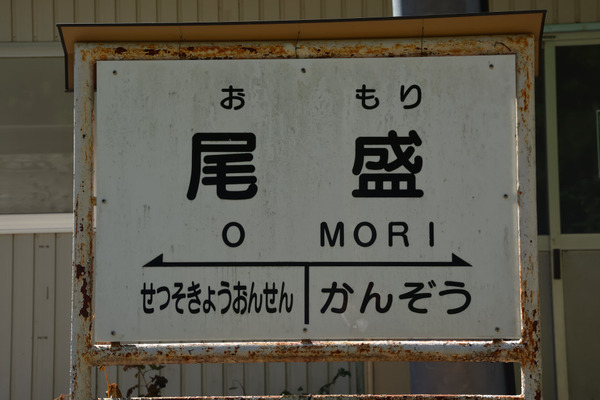 お もり
尾 盛
O MORI
せつそきょうおんせん かんぞう